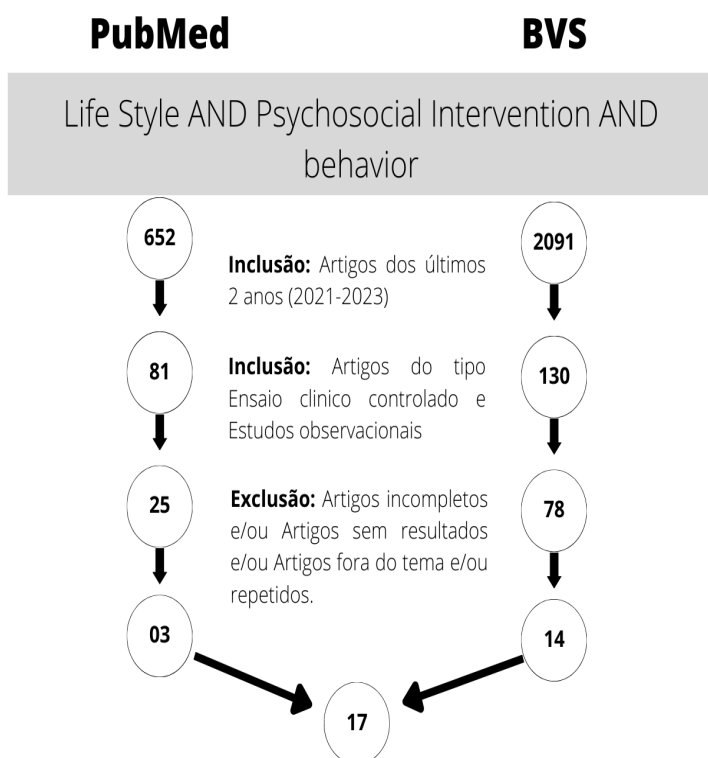 PubMed BVS
Life Style AND Psychosocial Intervention AND
behavior
652
2091
Inclusão: Artigos dos últimos
2 anos (2021-2023)
81
130
Inclusão: Artigos do tipo
Ensaio clinico controlado e
Estudos observacionais
25
78
Exclusão: Artigos incompletos
e/ou Artigos sem resultados
e/ou Artigos fora do tema e/ou
repetidos.
03
14
17